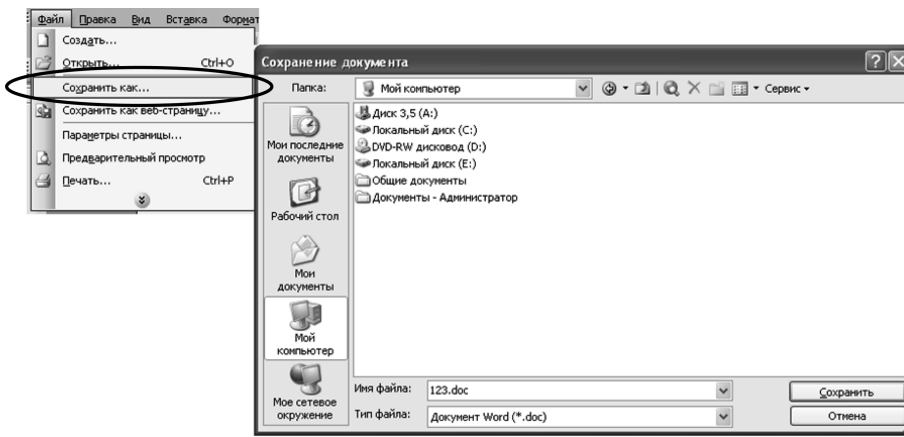 Файл Правка Вид Вставка Формат
Создать...
Открыть... Ctrl+O
Сохранить как...
Сохранить как веб-страницу...
Параметры страницы...
Предварительный просмотр
Печать... Ctrl+P
Сохранение документа
Папка: Мой компьютер Сервис
Мои последние документы
Рабочий стол
Мои документы
Мой компьютер
Мое сетевое окружение
Диск 3,5 (A:)
Локальный диск (C:)
DVD-RW дисковод (D:)
Локальный диск (E:)
Общие документы
Документы - Администратор
Имя файла: 123.doc Сохранить
Тип файла: Документ Word (*.doc) Отмена